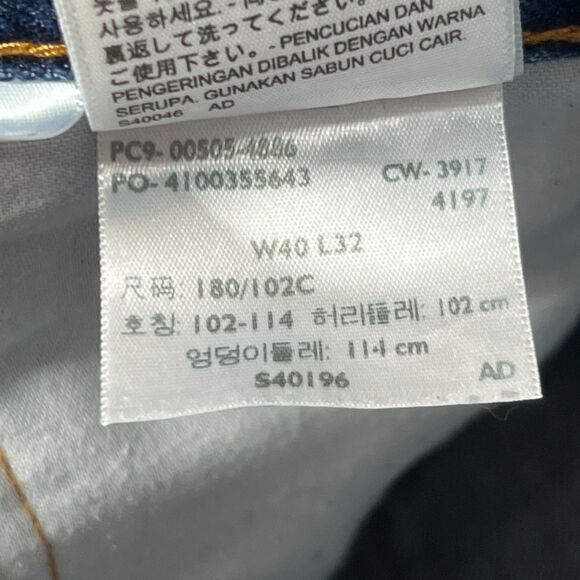 사용하세요.
裏返して洗ってください。
ご使用下さい。- PENCUCIAN DAN
PENGERINGAN DIBALIK DENGAN WARNA
SERUPA. GUNAKAN SABUN CUCI CAIR.
S40046 AD
PC9- 00505-4886
PO- 4100355643 CW- 3917
4197
W40 L32
尺码: 180/102C
호칭: 102-114 허리둘레: 102 cm
엉덩이둘레: 114 cm
S40196 AD